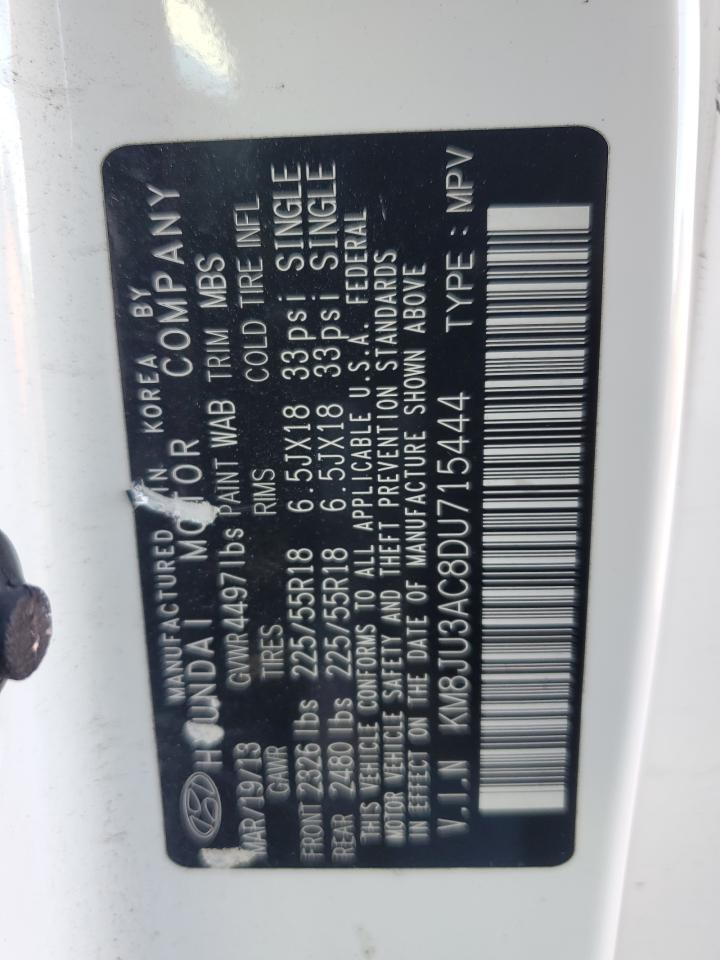 MANUFACTURED IN KOREA BY
HYUNDAI MOTOR COMPANY
MAR/19/13 GVWR 4497lbs PAINT WAB TRIM MBS
GAWR TIRES RIMS COLD TIRE INFL
FRONT 2326 lbs 225/55R18 6.5JX18 33psi SINGLE
REAR 2480 lbs 225/55R18 6.5JX18 33psi SINGLE
THIS VEHICLE CONFORMS TO ALL APPLICABLE U.S.A. FEDERAL
MOTOR VEHICLE SAFETY AND THEFT PREVENTION STANDARDS
IN EFFECT ON THE DATE OF MANUFACTURE SHOWN ABOVE
V.I.N KM8JU3AC8DU715444 TYPE : MPV